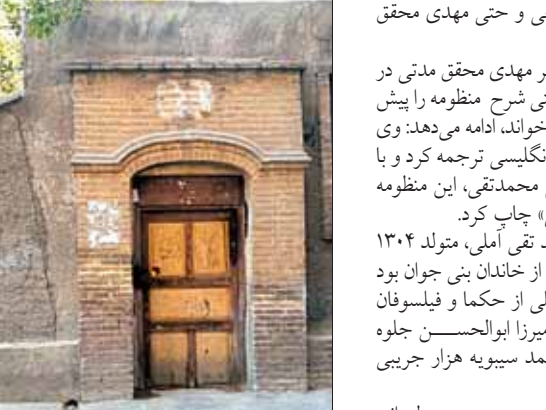 ی و حتی مهدی محقق
ر مهدی محقق مدتی در
نی شرح منظومه را پیش
خواند، ادامه می‌دهد: وی
نگلیسی ترجمه کرد و با
محمدتقی، این منظومه
» چاپ کرد.
د تقی آملی، متولد ۱۳۰۴
از خاندان بنی جوان بود
لی از حکما و فیلسوفان
میرزا ابوالحســـن جلوه
مد سیبویه هزار جریبی